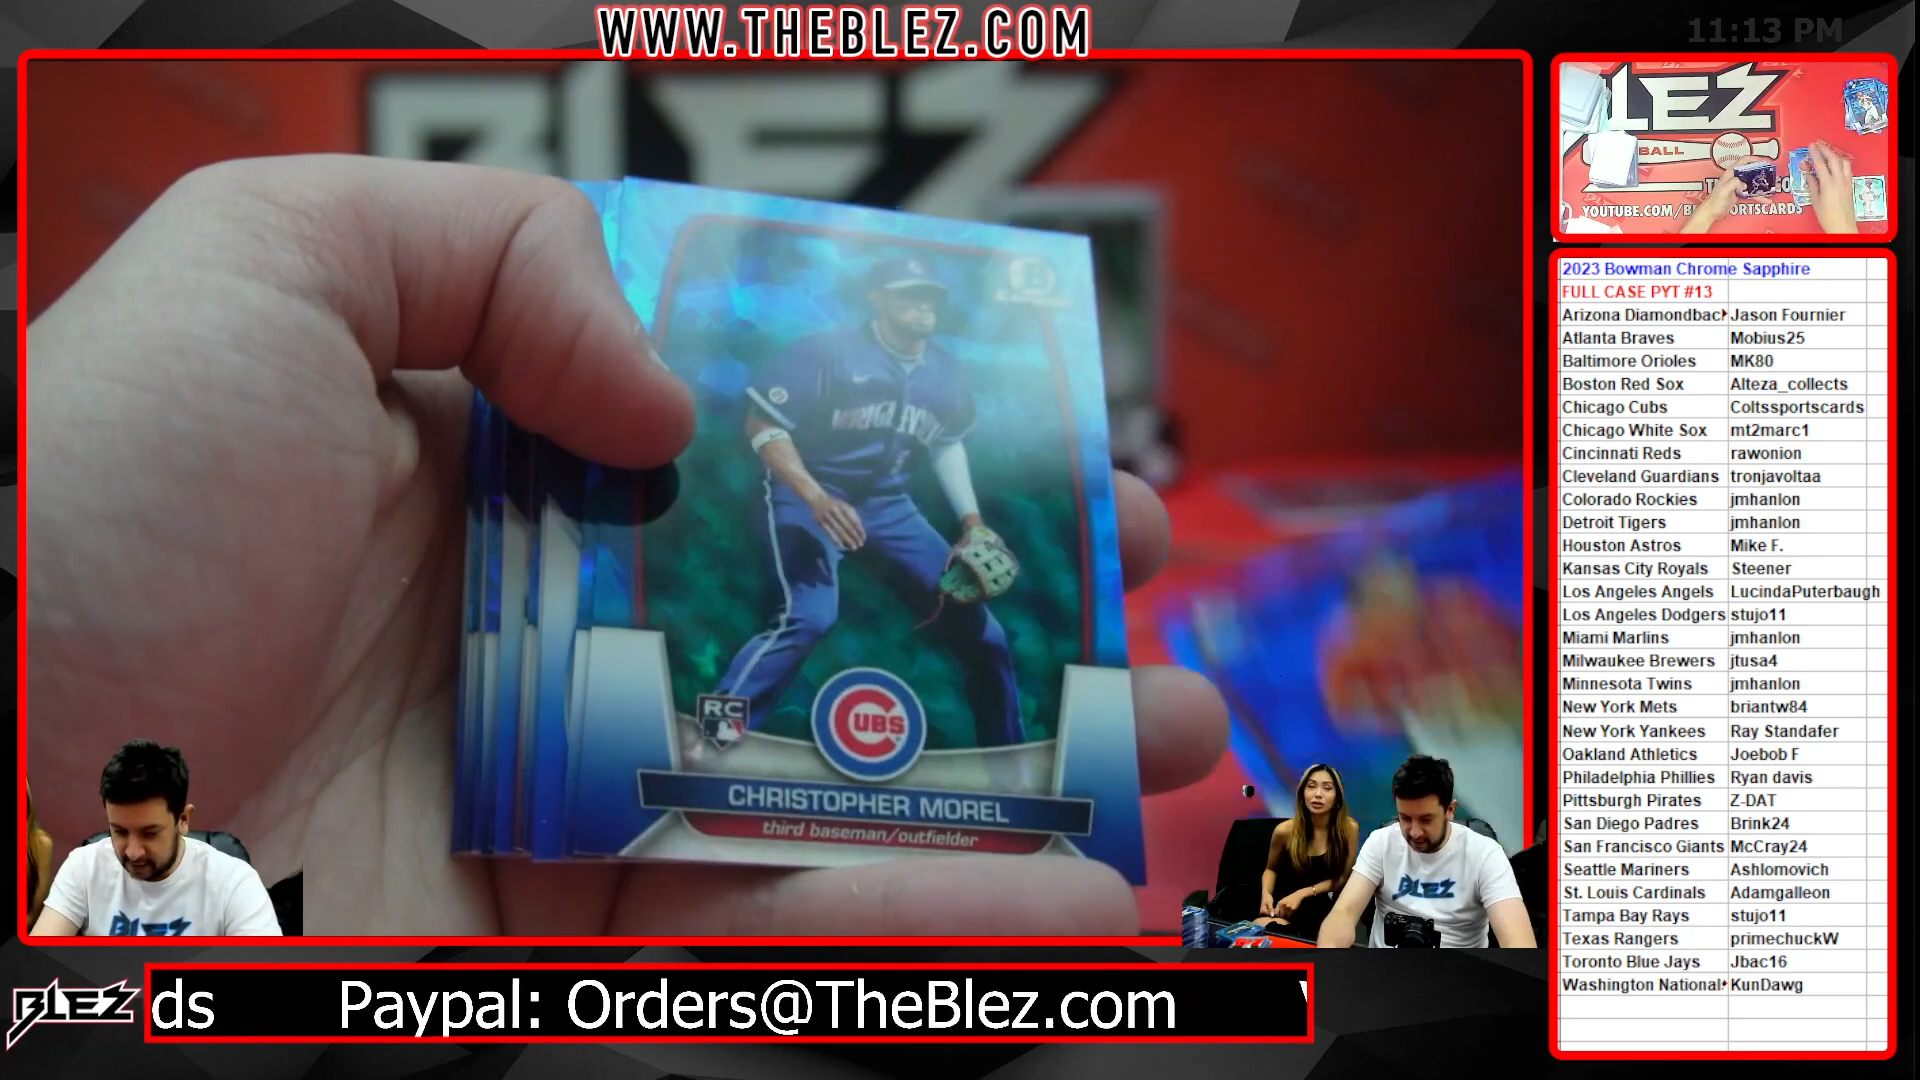 WWW.THEBLEZ.COM
11:13 PM
BLEZ
LEZ
BALL
YOUTUBE.COM/BL
ORTSCARDS
WRIGLEYV
RC
CUBS
CHRISTOPHER MOREL
third baseman/outfielder
BLEZ
BLEZ
2023 Bowman Chrome Sapphire
FULL CASE PYT #13
Arizona Diamondbac Jason Fournier
Atlanta Braves Mobius25
Baltimore Orioles MK80
Boston Red Sox Alteza_collects
Chicago Cubs Coltssportscards
Chicago White Sox mt2marc1
Cincinnati Reds rawonion
Cleveland Guardians tronjavoltaa
Colorado Rockies jmhanlon
Detroit Tigers jmhanlon
Houston Astros Mike F.
Kansas City Royals Steener
Los Angeles Angels LucindaPuterbaugh
Los Angeles Dodgers stujo11
Miami Marlins jmhanlon
Milwaukee Brewers jtusa4
Minnesota Twins jmhanlon
New York Mets briantw84
New York Yankees Ray Standafer
Oakland Athletics Joebob F
Philadelphia Phillies Ryan davis
Pittsburgh Pirates Z-DAT
San Diego Padres Brink24
San Francisco Giants McCray24
Seattle Mariners Ashlomovich
St. Louis Cardinals Adamgalleon
Tampa Bay Rays stujo11
Texas Rangers primechuckW
Toronto Blue Jays Jbac16
Washington National KunDawg
BLEZ
ds Paypal: Orders@TheBlez.com